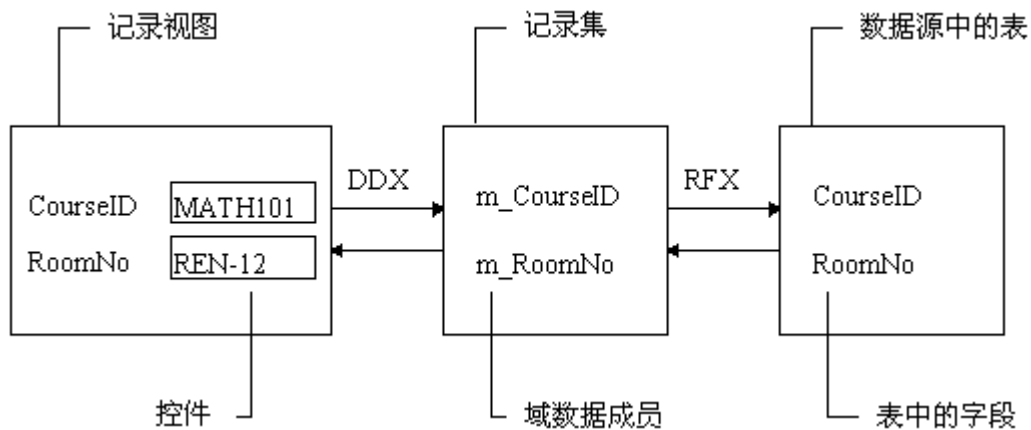 记录视图
记录集
数据源中的表
DDX
RFX
CourseID
MATH101
m_CourseID
CourseID
RoomNo
REN-12
m_RoomNo
RoomNo
控件
域数据成员
表中的字段